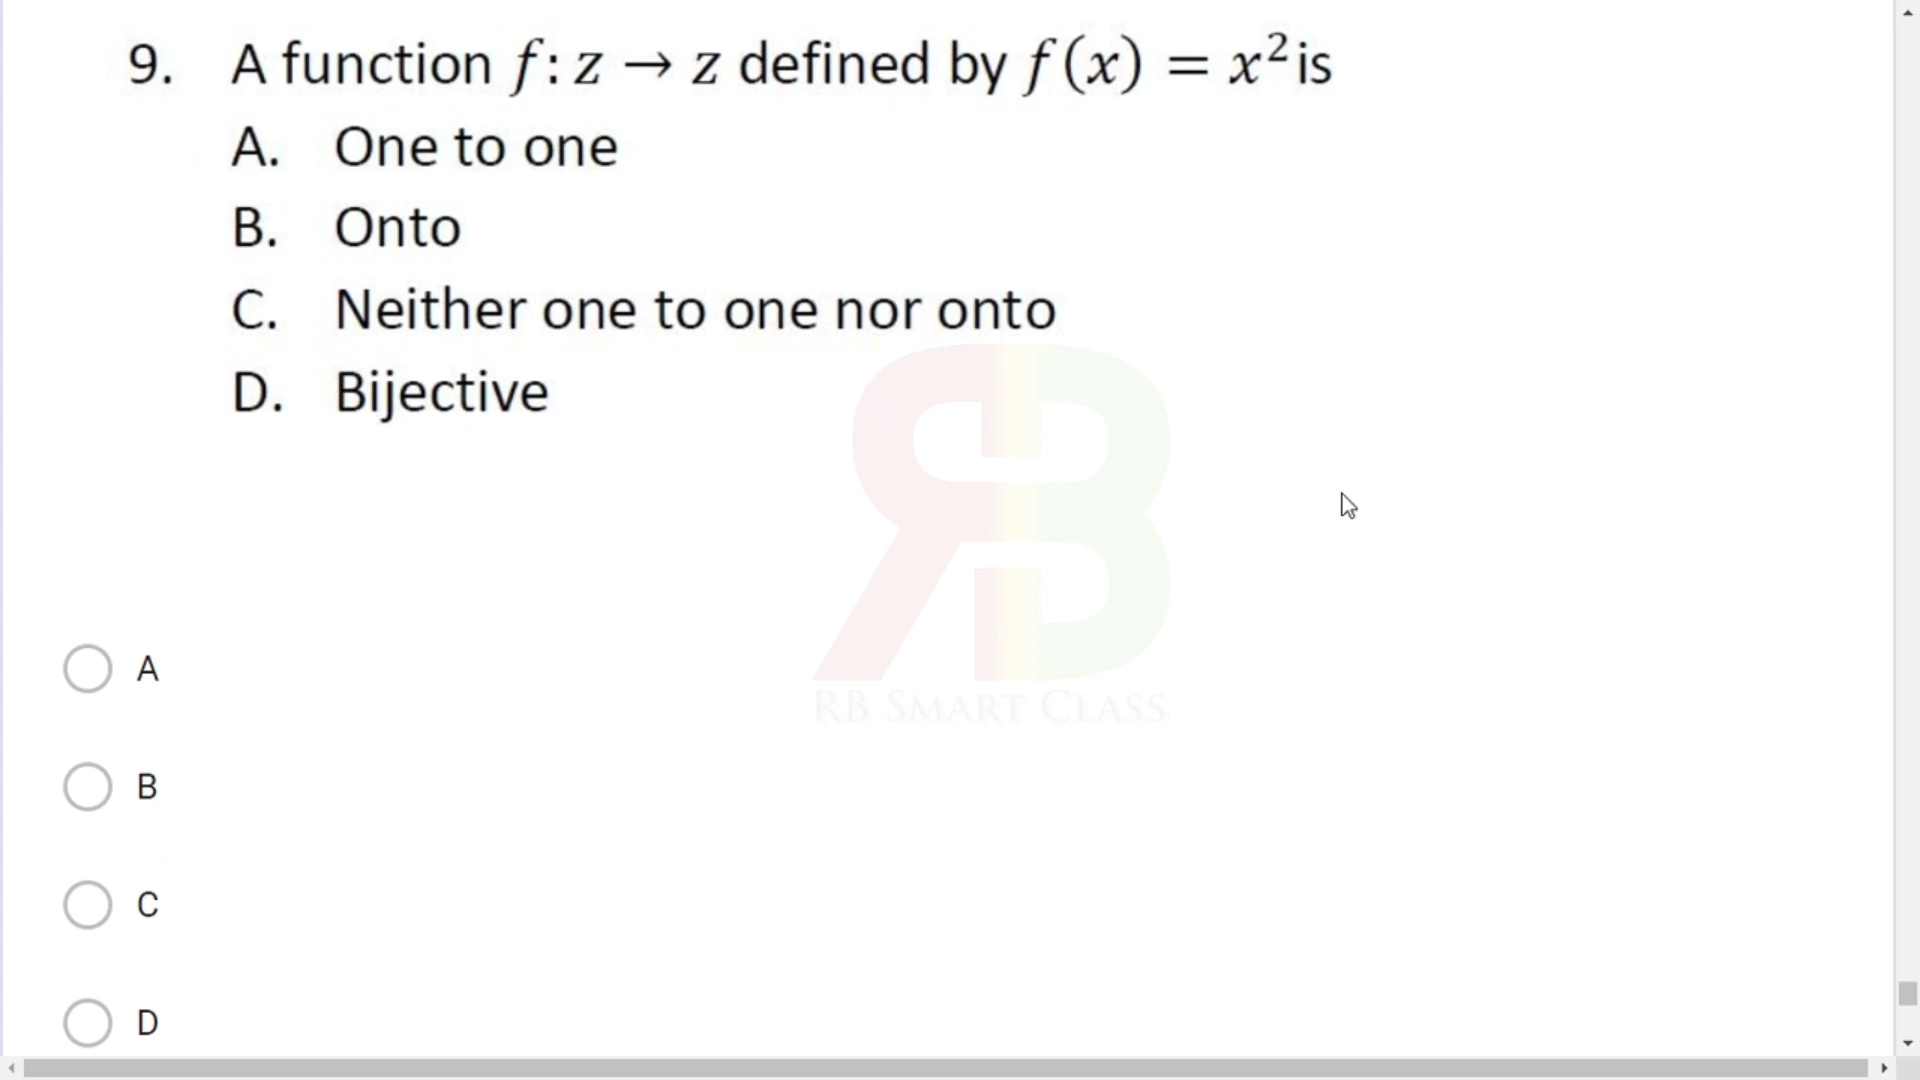 9. A function f: z → z defined by f(x) = x² is
A. One to one
B. Onto
C. Neither one to one nor onto
D. Bijective
RB SMART CLASS
A
B
C
D